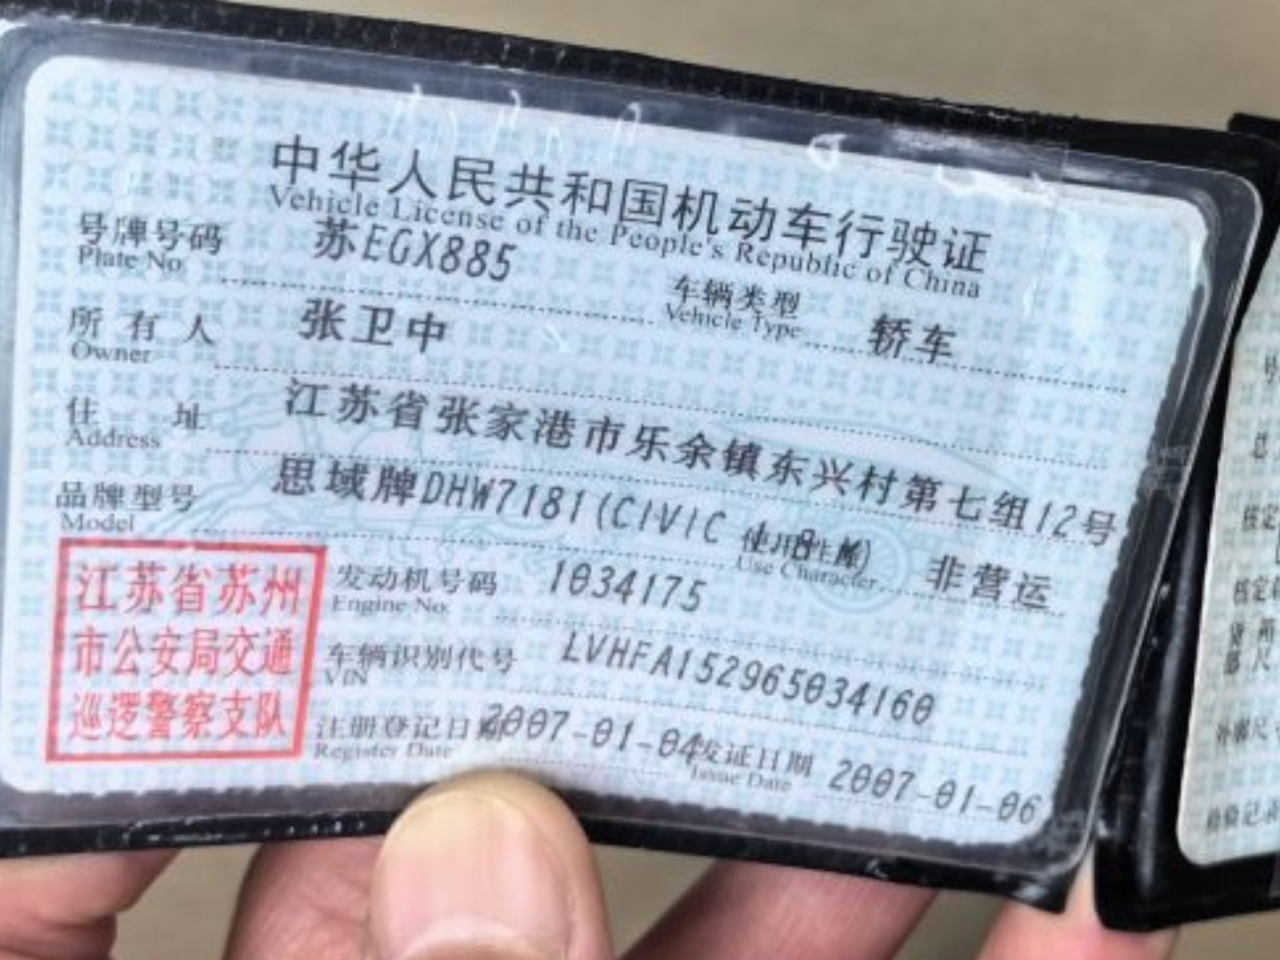 中华人民共和国机动车行驶证
Vehicle License of the People's Republic of China
号牌号码 苏EGX885
Plate No.
车辆类型 轿车
Vehicle Type
所有人 张卫中
Owner
住址 江苏省张家港市乐余镇东兴村第七组12号
Address
品牌型号 思域牌DHW7181(CIVIC
Model
使用性质 非营运
Use Character
江苏省苏州
市公安局交通
巡逻警察支队
发动机号码 1034175
Engine No.
车辆识别代号 LVHFA152965034160
VIN
注册登记日期 2007-01-04
Register Date
发证日期 2007-01-06
Issue Date